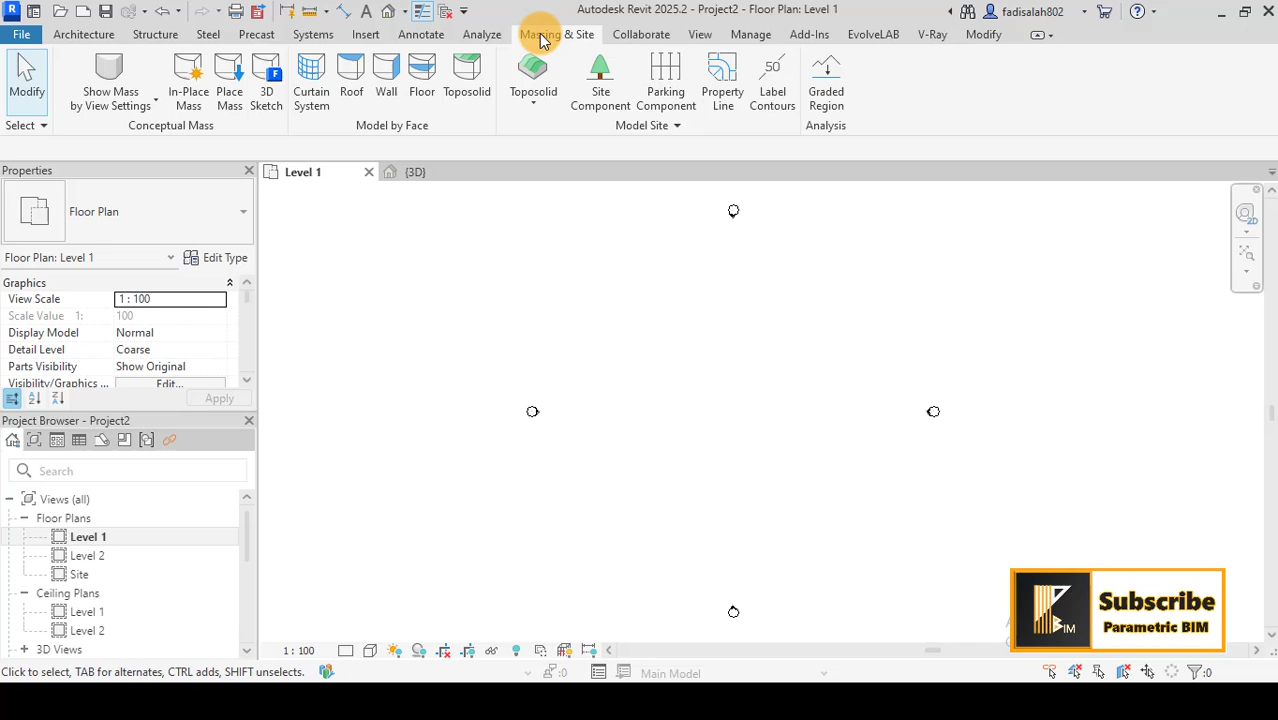 Autodesk Revit 2025.2 - Project2 - Floor Plan: Level 1
fadisalah802
File Architecture Structure Steel Precast Systems Insert Annotate Analyze Massing & Site Collaborate View Manage Add-Ins EvolveLAB V-Ray Modify
Modify
Show Mass
by View Settings
In-Place
Mass
Place
Mass
3D
Sketch
Curtain
System
Roof
Wall
Floor
Toposolid
Toposolid
Site
Component
Parking
Component
Property
Line
50
Label
Contours
Graded
Region
Select
Conceptual Mass
Model by Face
Model Site
Analysis
Properties
Level 1
{3D}
2D
Floor Plan
Floor Plan: Level 1
Edit Type
Graphics
View Scale 1 : 100
Scale Value 1: 100
Display Model Normal
Detail Level Coarse
Parts Visibility Show Original
Visibility/Graphics ... Edit...
Apply
Project Browser - Project2
Search
Views (all)
Floor Plans
Level 1
Level 2
Site
Ceiling Plans
Level 1
Level 2
3D Views
BIM
Subscribe
Parametric BIM
1 : 100
Click to select, TAB for alternates, CTRL adds, SHIFT unselects.
:0
Main Model
:0